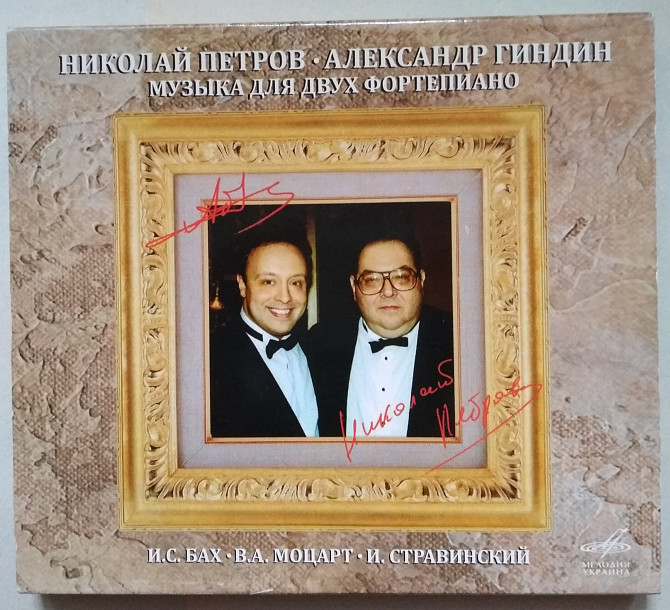 НИКОЛАЙ ПЕТРОВ · АЛЕКСАНДР ГИНДИН
МУЗЫКА ДЛЯ ДВУХ ФОРТЕПИАНО
Николай
Петров
И.С. БАХ · В.А. МОЦАРТ · И. СТРАВИНСКИЙ
МЕЛОДИЯ
УКРАИНА